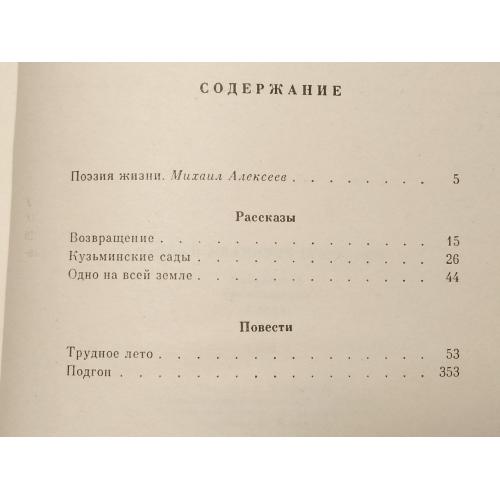 СОДЕРЖАНИЕ
Поэзия жизни. Михаил Алексеев . . . . . . . . 5
Рассказы
Возвращение . . . . . . . . . . . . . . 15
Кузьминские сады . . . . . . . . . . . . 26
Одно на всей земле . . . . . . . . . . . . 44
Повести
Трудное лето . . . . . . . . . . . . . . 53
Подгон . . . . . . . . . . . . . . . . 353